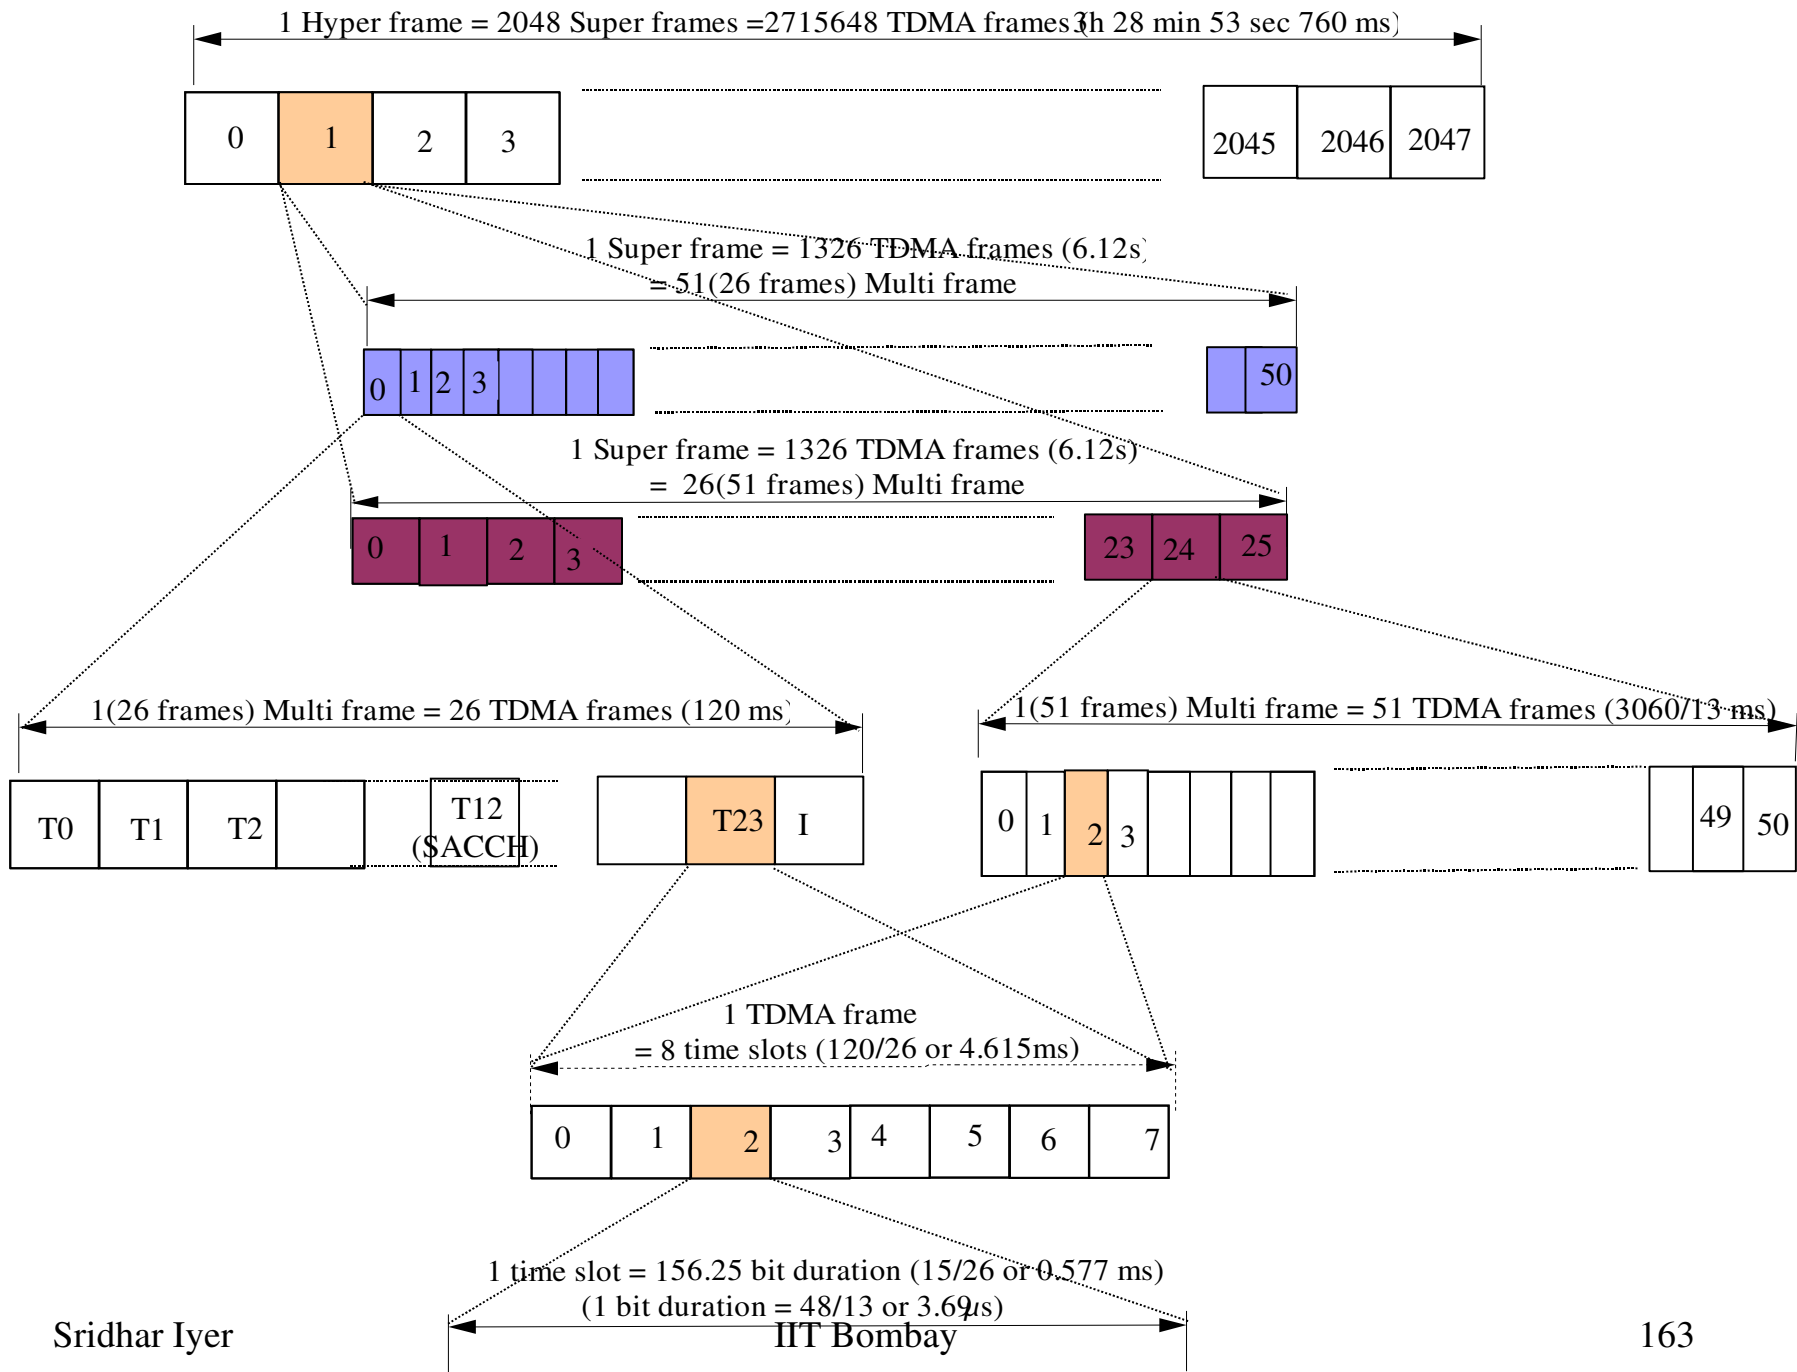 1 Hyper frame = 2048 Super frames =2715648 TDMA frames (3h 28 min 53 sec 760 ms)
0 1 2 3 2045 2046 2047
1 Super frame = 1326 TDMA frames (6.12s)
= 51(26 frames) Multi frame
0 1 2 3 50
1 Super frame = 1326 TDMA frames (6.12s)
= 26(51 frames) Multi frame
0 1 2 3 23 24 25
1(26 frames) Multi frame = 26 TDMA frames (120 ms)
1(51 frames) Multi frame = 51 TDMA frames (3060/13 ms)
T0 T1 T2 T12 T23 I
(SACCH)
0 1 2 3 49 50
1 TDMA frame
= 8 time slots (120/26 or 4.615ms)
0 1 2 3 4 5 6 7
1 time slot = 156.25 bit duration (15/26 or 0.577 ms)
(1 bit duration = 48/13 or 3.69µs)
Sridhar Iyer IIT Bombay 163